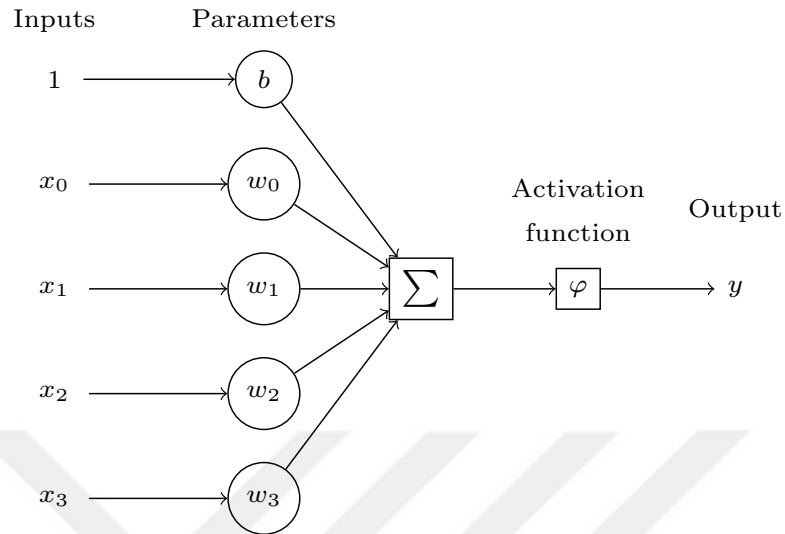 Inputs Parameters
1 b
x₀ w₀
Activation
function
Output
x₁ w₁ ∑ φ y
x₂ w₂
x₃ w₃